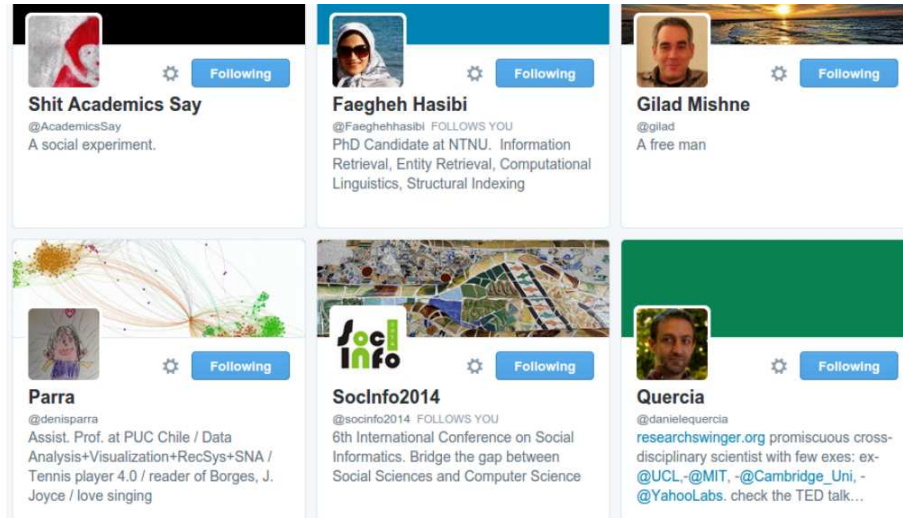 Following
Shit Academics Say
@AcademicsSay
A social experiment.
Following
Faegheh Hasibi
@Faeghehhasibi FOLLOWS YOU
PhD Candidate at NTNU. Information
Retrieval, Entity Retrieval, Computational
Linguistics, Structural Indexing
Following
Gilad Mishne
@gilad
A free man
Following
Parra
@denisparra
Assist. Prof. at PUC Chile / Data
Analysis+Visualization+RecSys+SNA /
Tennis player 4.0 / reader of Borges, J.
Joyce / love singing
Soc
Info
Following
SocInfo2014
@socinfo2014 FOLLOWS YOU
6th International Conference on Social
Informatics. Bridge the gap between
Social Sciences and Computer Science
Following
Quercia
@danielequercia
researchswinger.org promiscuous cross-
disciplinary scientist with few exes: ex-
@UCL,-@MIT, -@Cambridge_Uni, -
@YahooLabs. check the TED talk…